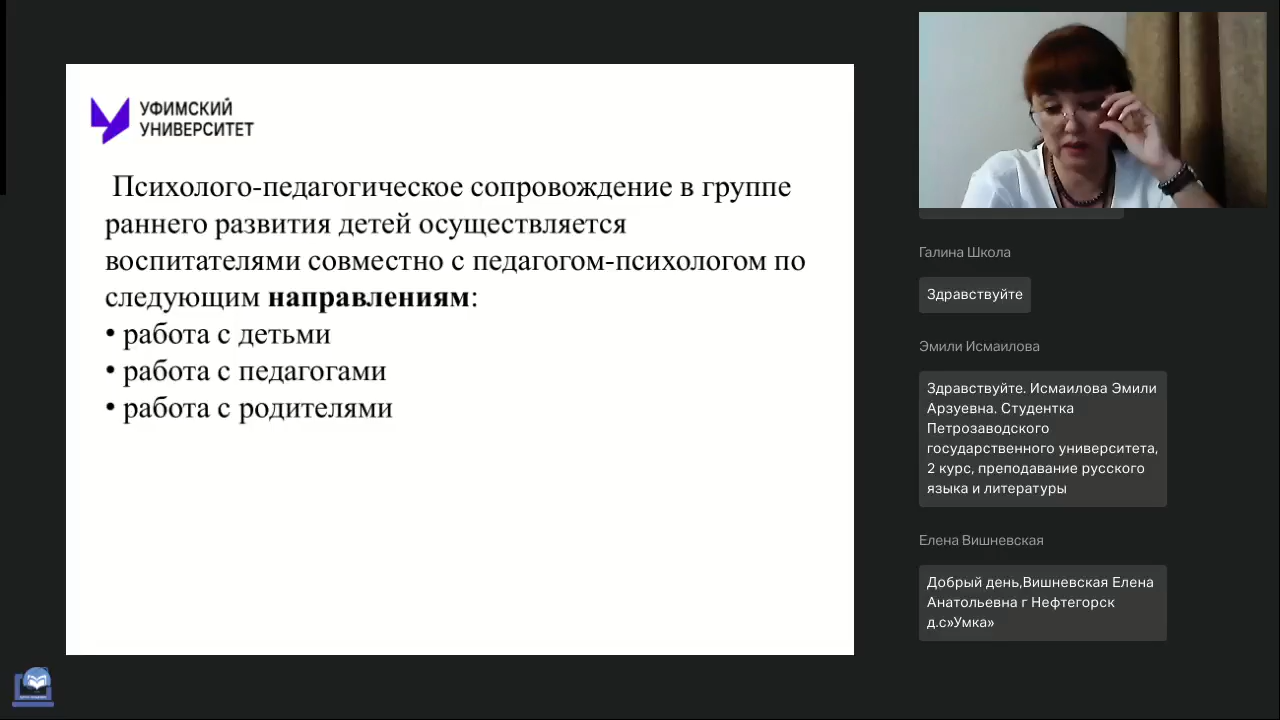 УФИМСКИЙ
УНИВЕРСИТЕТ
Психолого-педагогическое сопровождение в группе
раннего развития детей осуществляется
воспитателями совместно с педагогом-психологом по
следующим направлениям:
• работа с детьми
• работа с педагогами
• работа с родителями
Галина Школа
Здравствуйте
Эмили Исмаилова
Здравствуйте. Исмаилова Эмили
Арзуевна. Студентка
Петрозаводского
государственного университета,
2 курс, преподавание русского
языка и литературы
Елена Вишневская
Добрый день,Вишневская Елена
Анатольевна г Нефтегорск
д.с»Умка»